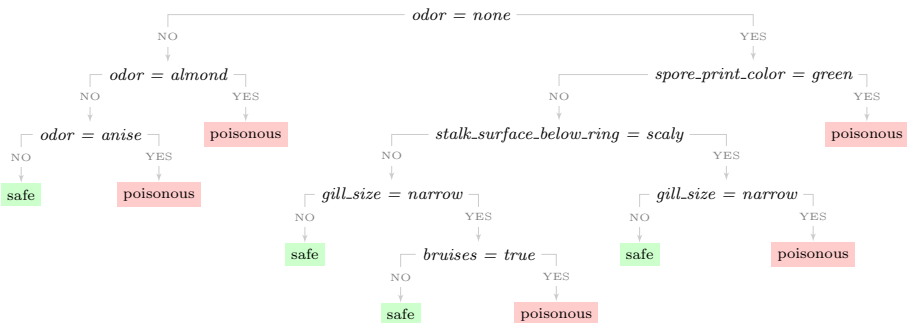 odor = none
NO YES
odor = almond spore_print_color = green
NO YES NO YES
odor = anise poisonous stalk_surface_below_ring = scaly poisonous
NO YES NO YES
safe poisonous gill_size = narrow gill_size = narrow
NO YES NO YES
safe bruises = true safe poisonous
NO YES
safe poisonous